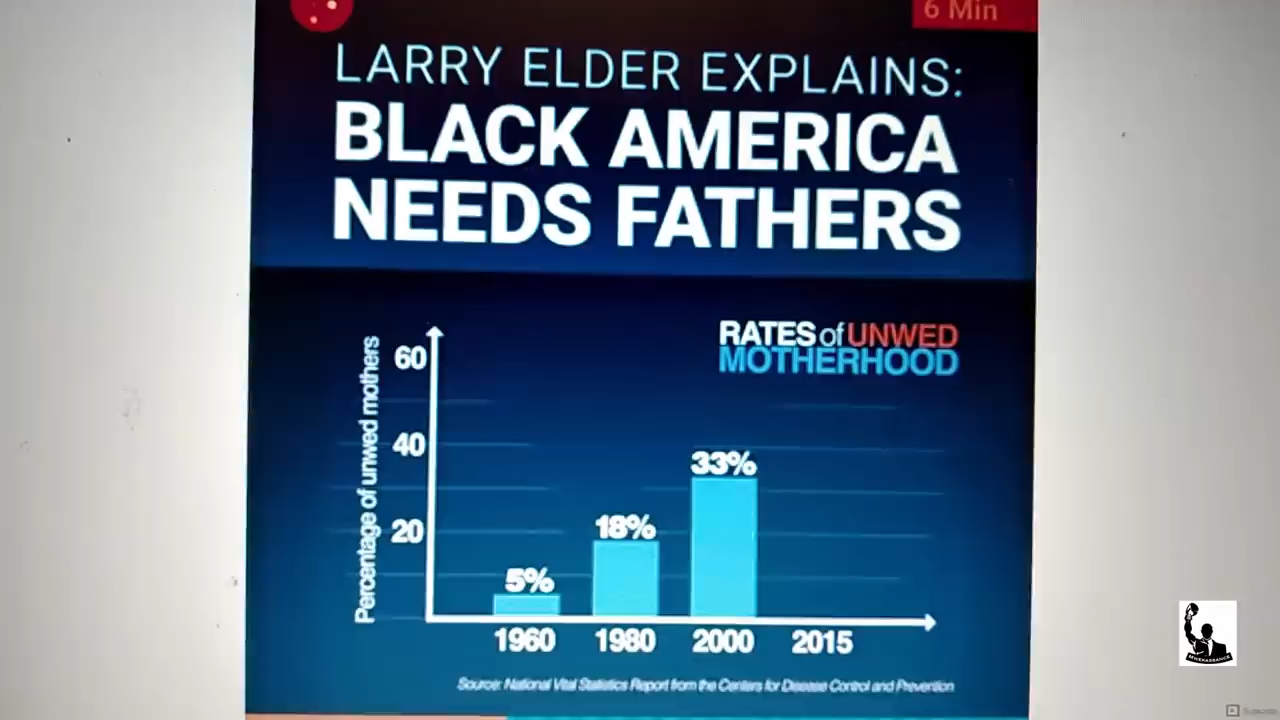 6 Min
LARRY ELDER EXPLAINS:
BLACK AMERICA
NEEDS FATHERS
RATES of UNWED
MOTHERHOOD
Percentage of unwed mothers
60
40
20
5%
18%
33%
1960 1980 2000 2015
Source: National Vital Statistics Report from the Centers for Disease Control and Prevention